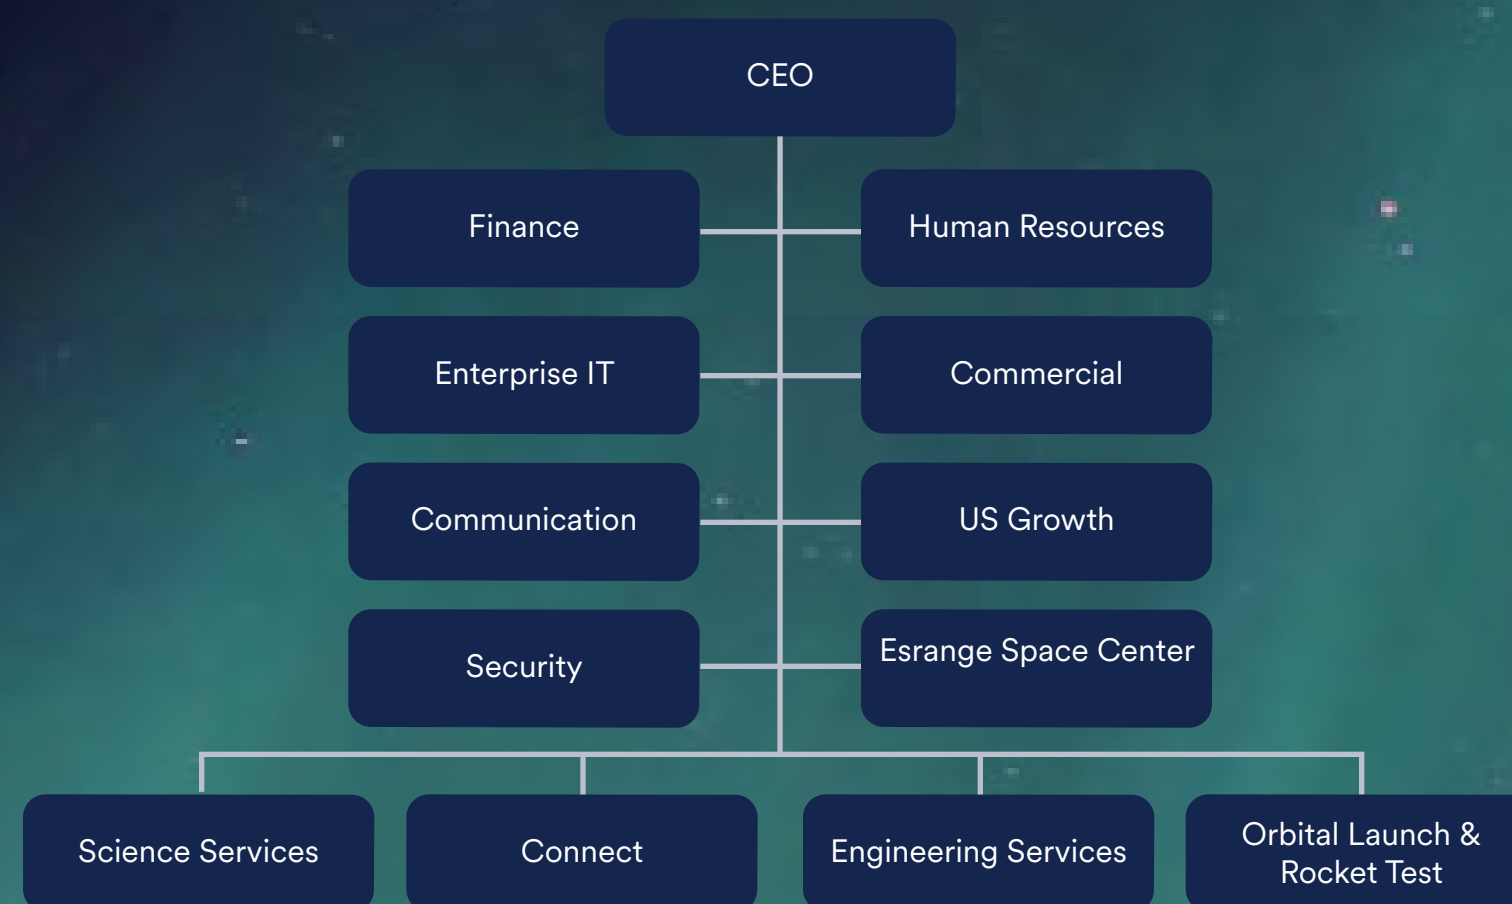 CEO
Finance
Human Resources
Enterprise IT
Commercial
Communication
US Growth
Security
Esrange Space Center
Science Services
Connect
Engineering Services
Orbital Launch &
Rocket Test